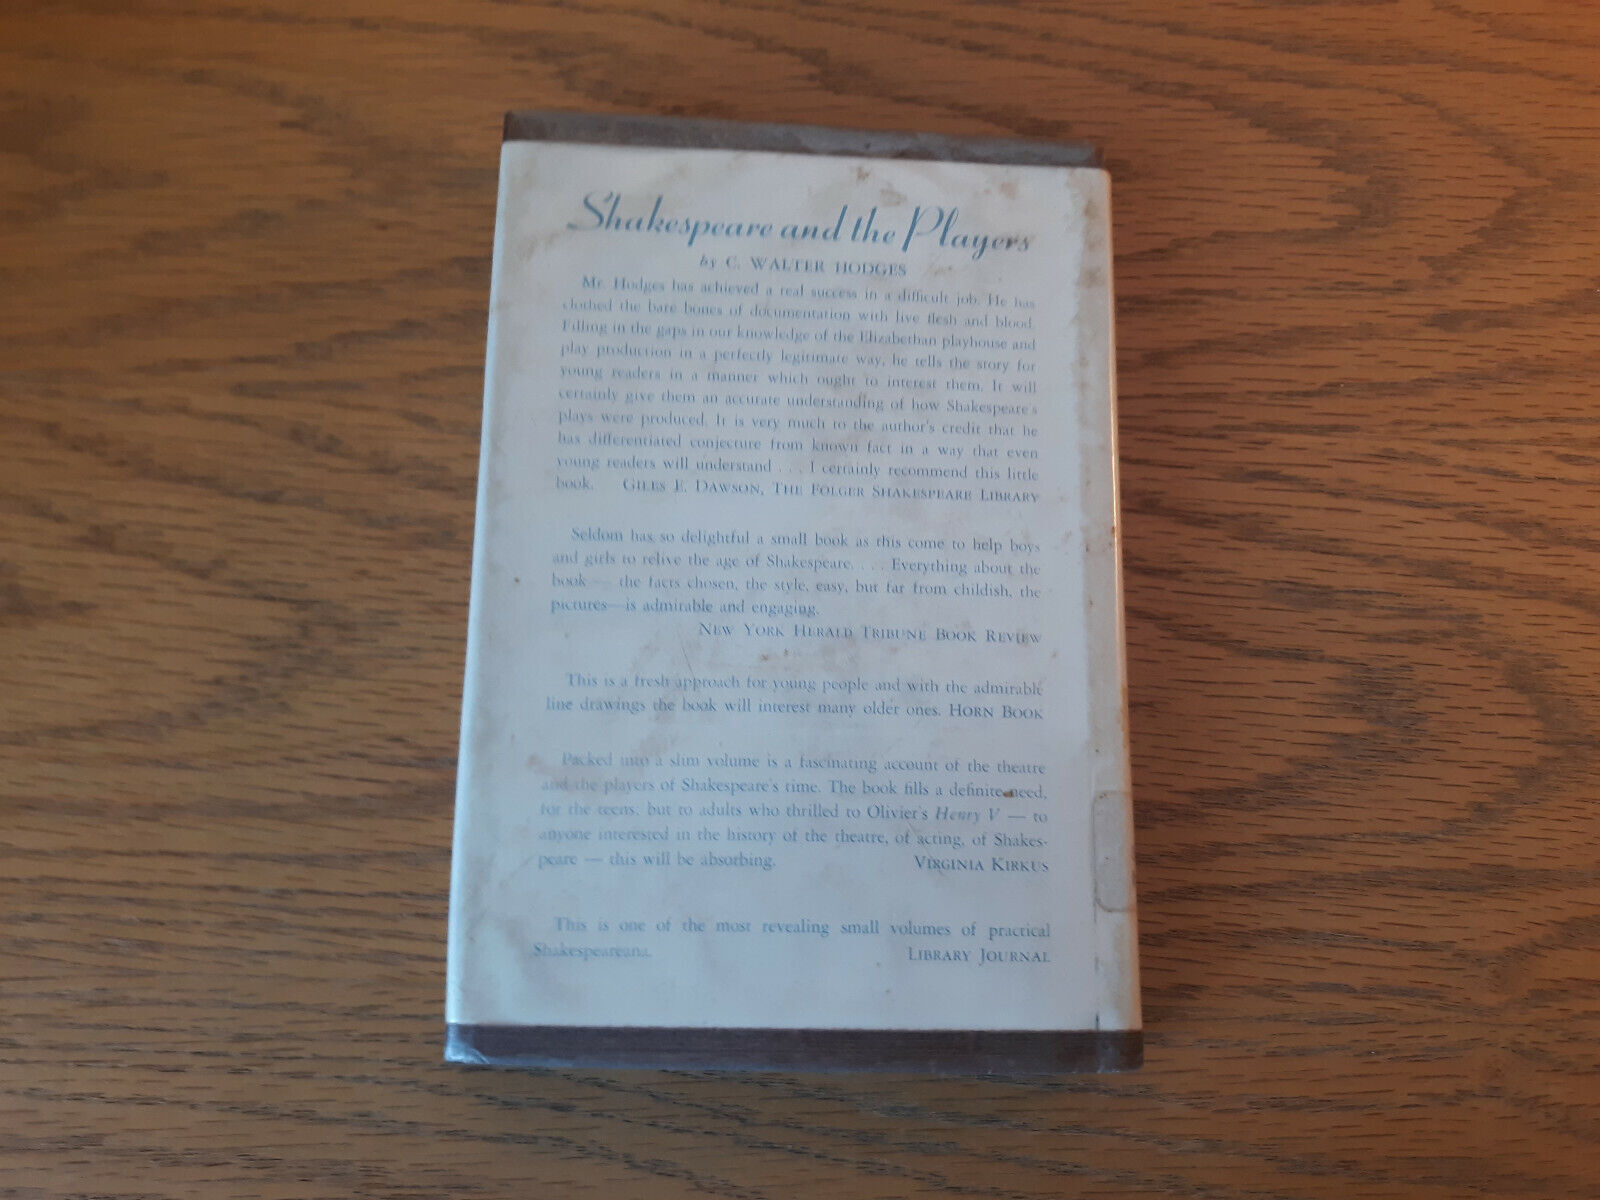 Shakespeare and the Players
by C. WALTER HODGES
Mr. Hodges has achieved a real success in a difficult job. He has
clothed the bare bones of documentation with live flesh and blood.
Filling in the gaps in our knowledge of the Elizabethan playhouse and
play production in a perfectly legitimate way, he tells the story for
young readers in a manner which ought to interest them. It will
certainly give them an accurate understanding of how Shakespeare's
plays were produced. It is very much to the author's credit that he
has differentiated conjecture from known fact in a way that even
young readers will understand . . . I certainly recommend this little
book. GILES E. DAWSON, THE FOLGER SHAKESPEARE LIBRARY
Seldom has so delightful a small book as this come to help boys
and girls to relive the age of Shakespeare. . . . Everything about the
book — the facts chosen, the style, easy, but far from childish, the
pictures—is admirable and engaging.
NEW YORK HERALD TRIBUNE BOOK REVIEW
This is a fresh approach for young people and with the admirable
line drawings the book will interest many older ones. HORN BOOK
Packed into a slim volume is a fascinating account of the theatre
and the players of Shakespeare's time. The book fills a definite need,
for the teens, but to adults who thrilled to Olivier's Henry V — to
anyone interested in the history of the theatre, of acting, of Shakes-
peare — this will be absorbing. VIRGINIA KIRKUS
This is one of the most revealing small volumes of practical
Shakespeareana. LIBRARY JOURNAL